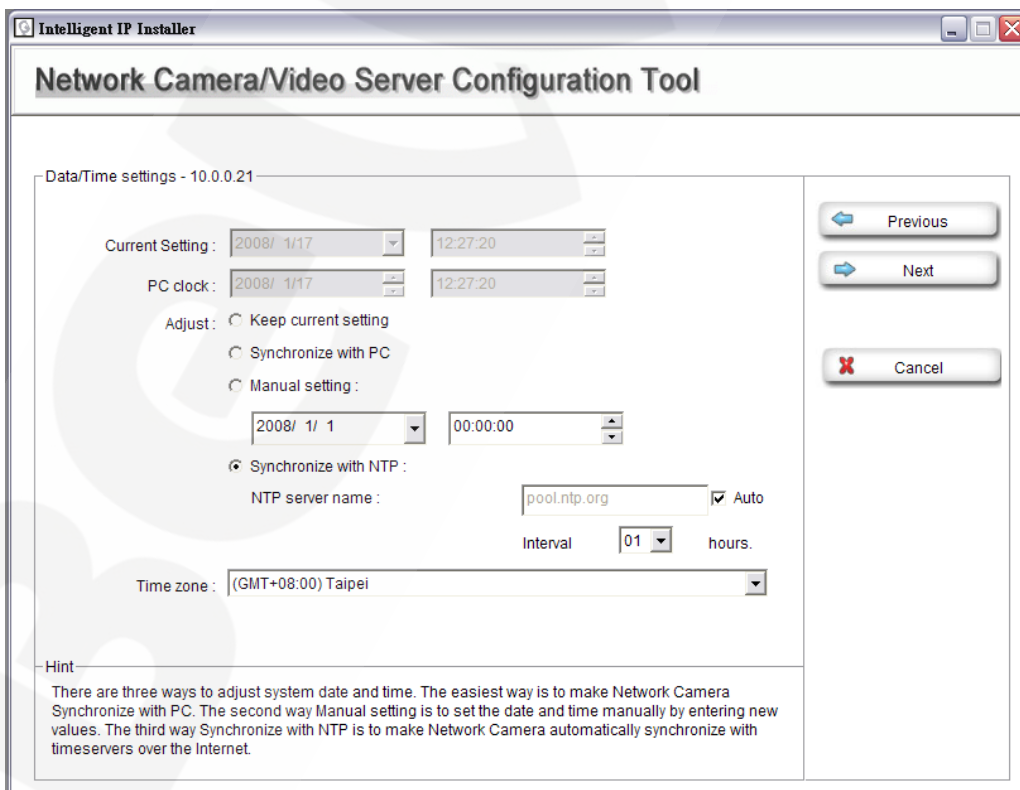 Intelligent IP Installer
Network Camera/Video Server Configuration Tool
Data/Time settings - 10.0.0.21
Current Setting : 2008/ 1/17 12:27:20
PC clock : 2008/ 1/17 12:27:20
Adjust : Keep current setting
Synchronize with PC
Manual setting :
2008/ 1/ 1 00:00:00
Synchronize with NTP :
NTP server name : pool.ntp.org Auto
Interval 01 hours.
Time zone : (GMT+08:00) Taipei
Previous
Next
Cancel
Hint
There are three ways to adjust system date and time. The easiest way is to make Network Camera
Synchronize with PC. The second way Manual setting is to set the date and time manually by entering new
values. The third way Synchronize with NTP is to make Network Camera automatically synchronize with
timeservers over the Internet.